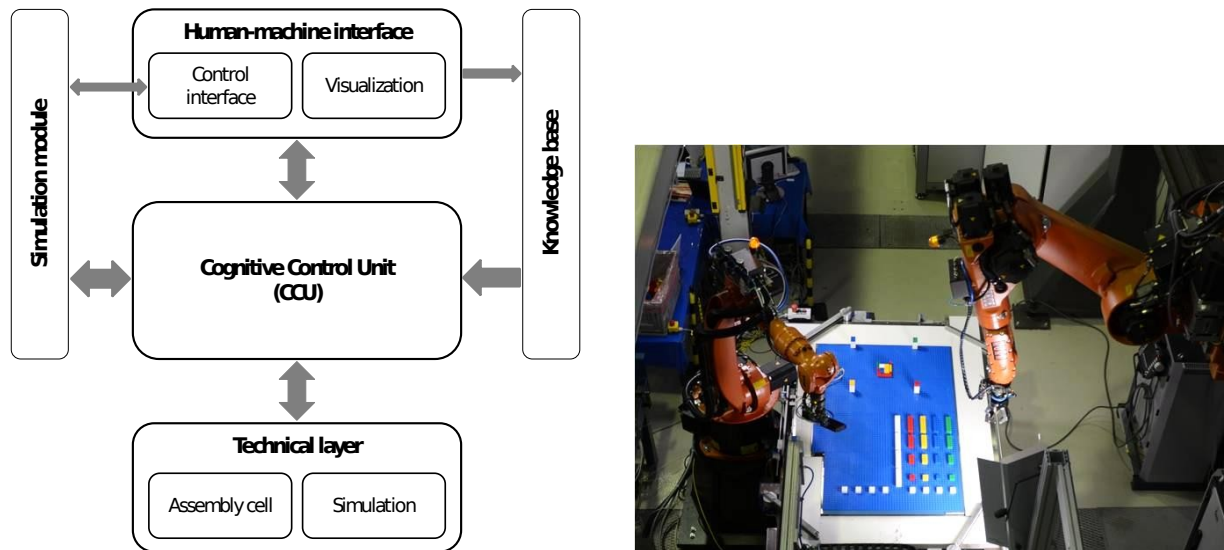 Human-machine interface
Control
interface
Visualization
Simulation module
Knowledge base
Cognitive Control Unit
(CCU)
Technical layer
Assembly cell
Simulation